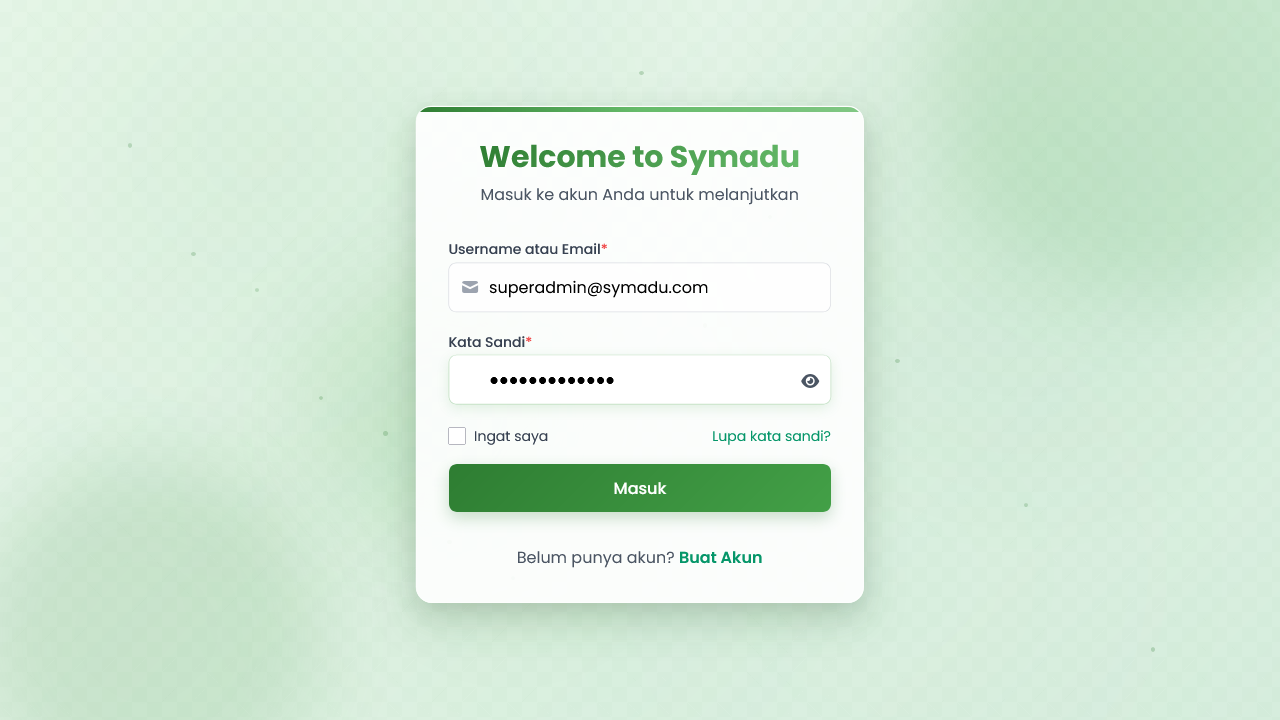 Welcome to Symadu
Masuk ke akun Anda untuk melanjutkan
Username atau Email*
superadmin@symadu.com
Kata Sandi*
•••••••••••••
Ingat saya
Lupa kata sandi?
Masuk
Belum punya akun? Buat Akun